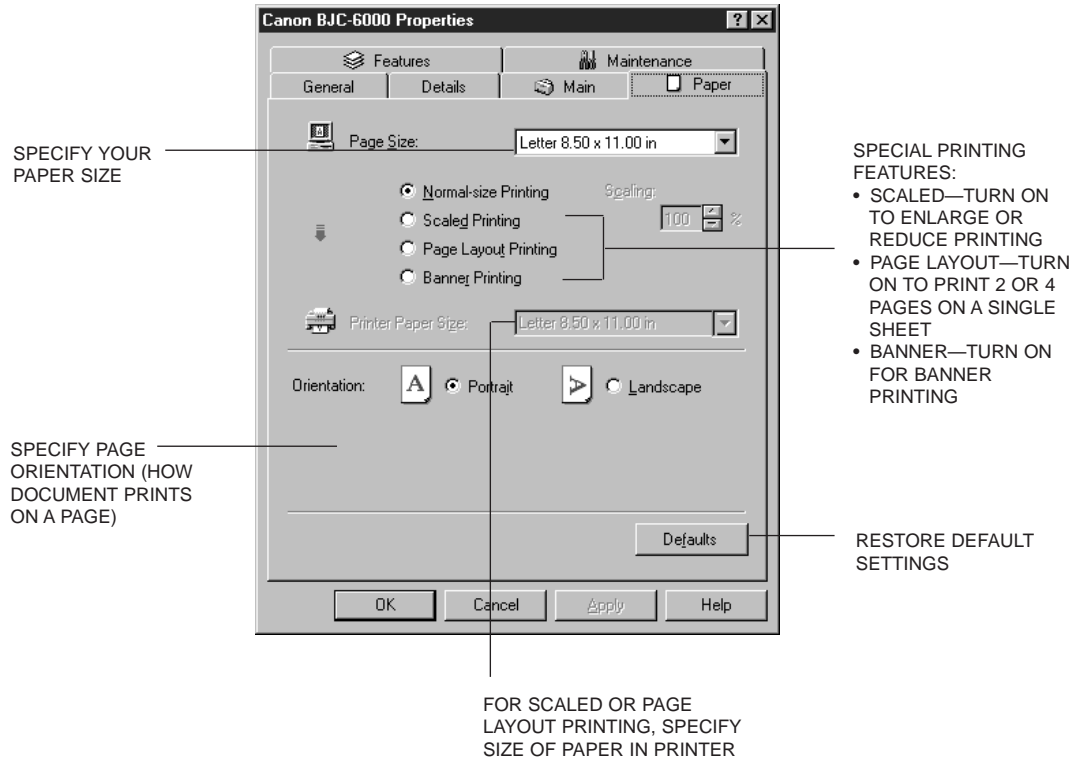 Canon BJC-6000 Properties
Features
Maintenance
General
Details
Main
Paper
SPECIFY YOUR
PAPER SIZE
Page Size:
Letter 8.50 x 11.00 in
Normal-size Printing
Scaling:
Scaled Printing
100 %
Page Layout Printing
Banner Printing
SPECIAL PRINTING
FEATURES:
• SCALED—TURN ON
TO ENLARGE OR
REDUCE PRINTING
• PAGE LAYOUT—TURN
ON TO PRINT 2 OR 4
PAGES ON A SINGLE
SHEET
• BANNER—TURN ON
FOR BANNER
PRINTING
Printer Paper Size:
Letter 8.50 x 11.00 in
Orientation:
A
Portrait
A
Landscape
SPECIFY PAGE
ORIENTATION (HOW
DOCUMENT PRINTS
ON A PAGE)
Defaults
RESTORE DEFAULT
SETTINGS
OK
Cancel
Apply
Help
FOR SCALED OR PAGE
LAYOUT PRINTING, SPECIFY
SIZE OF PAPER IN PRINTER